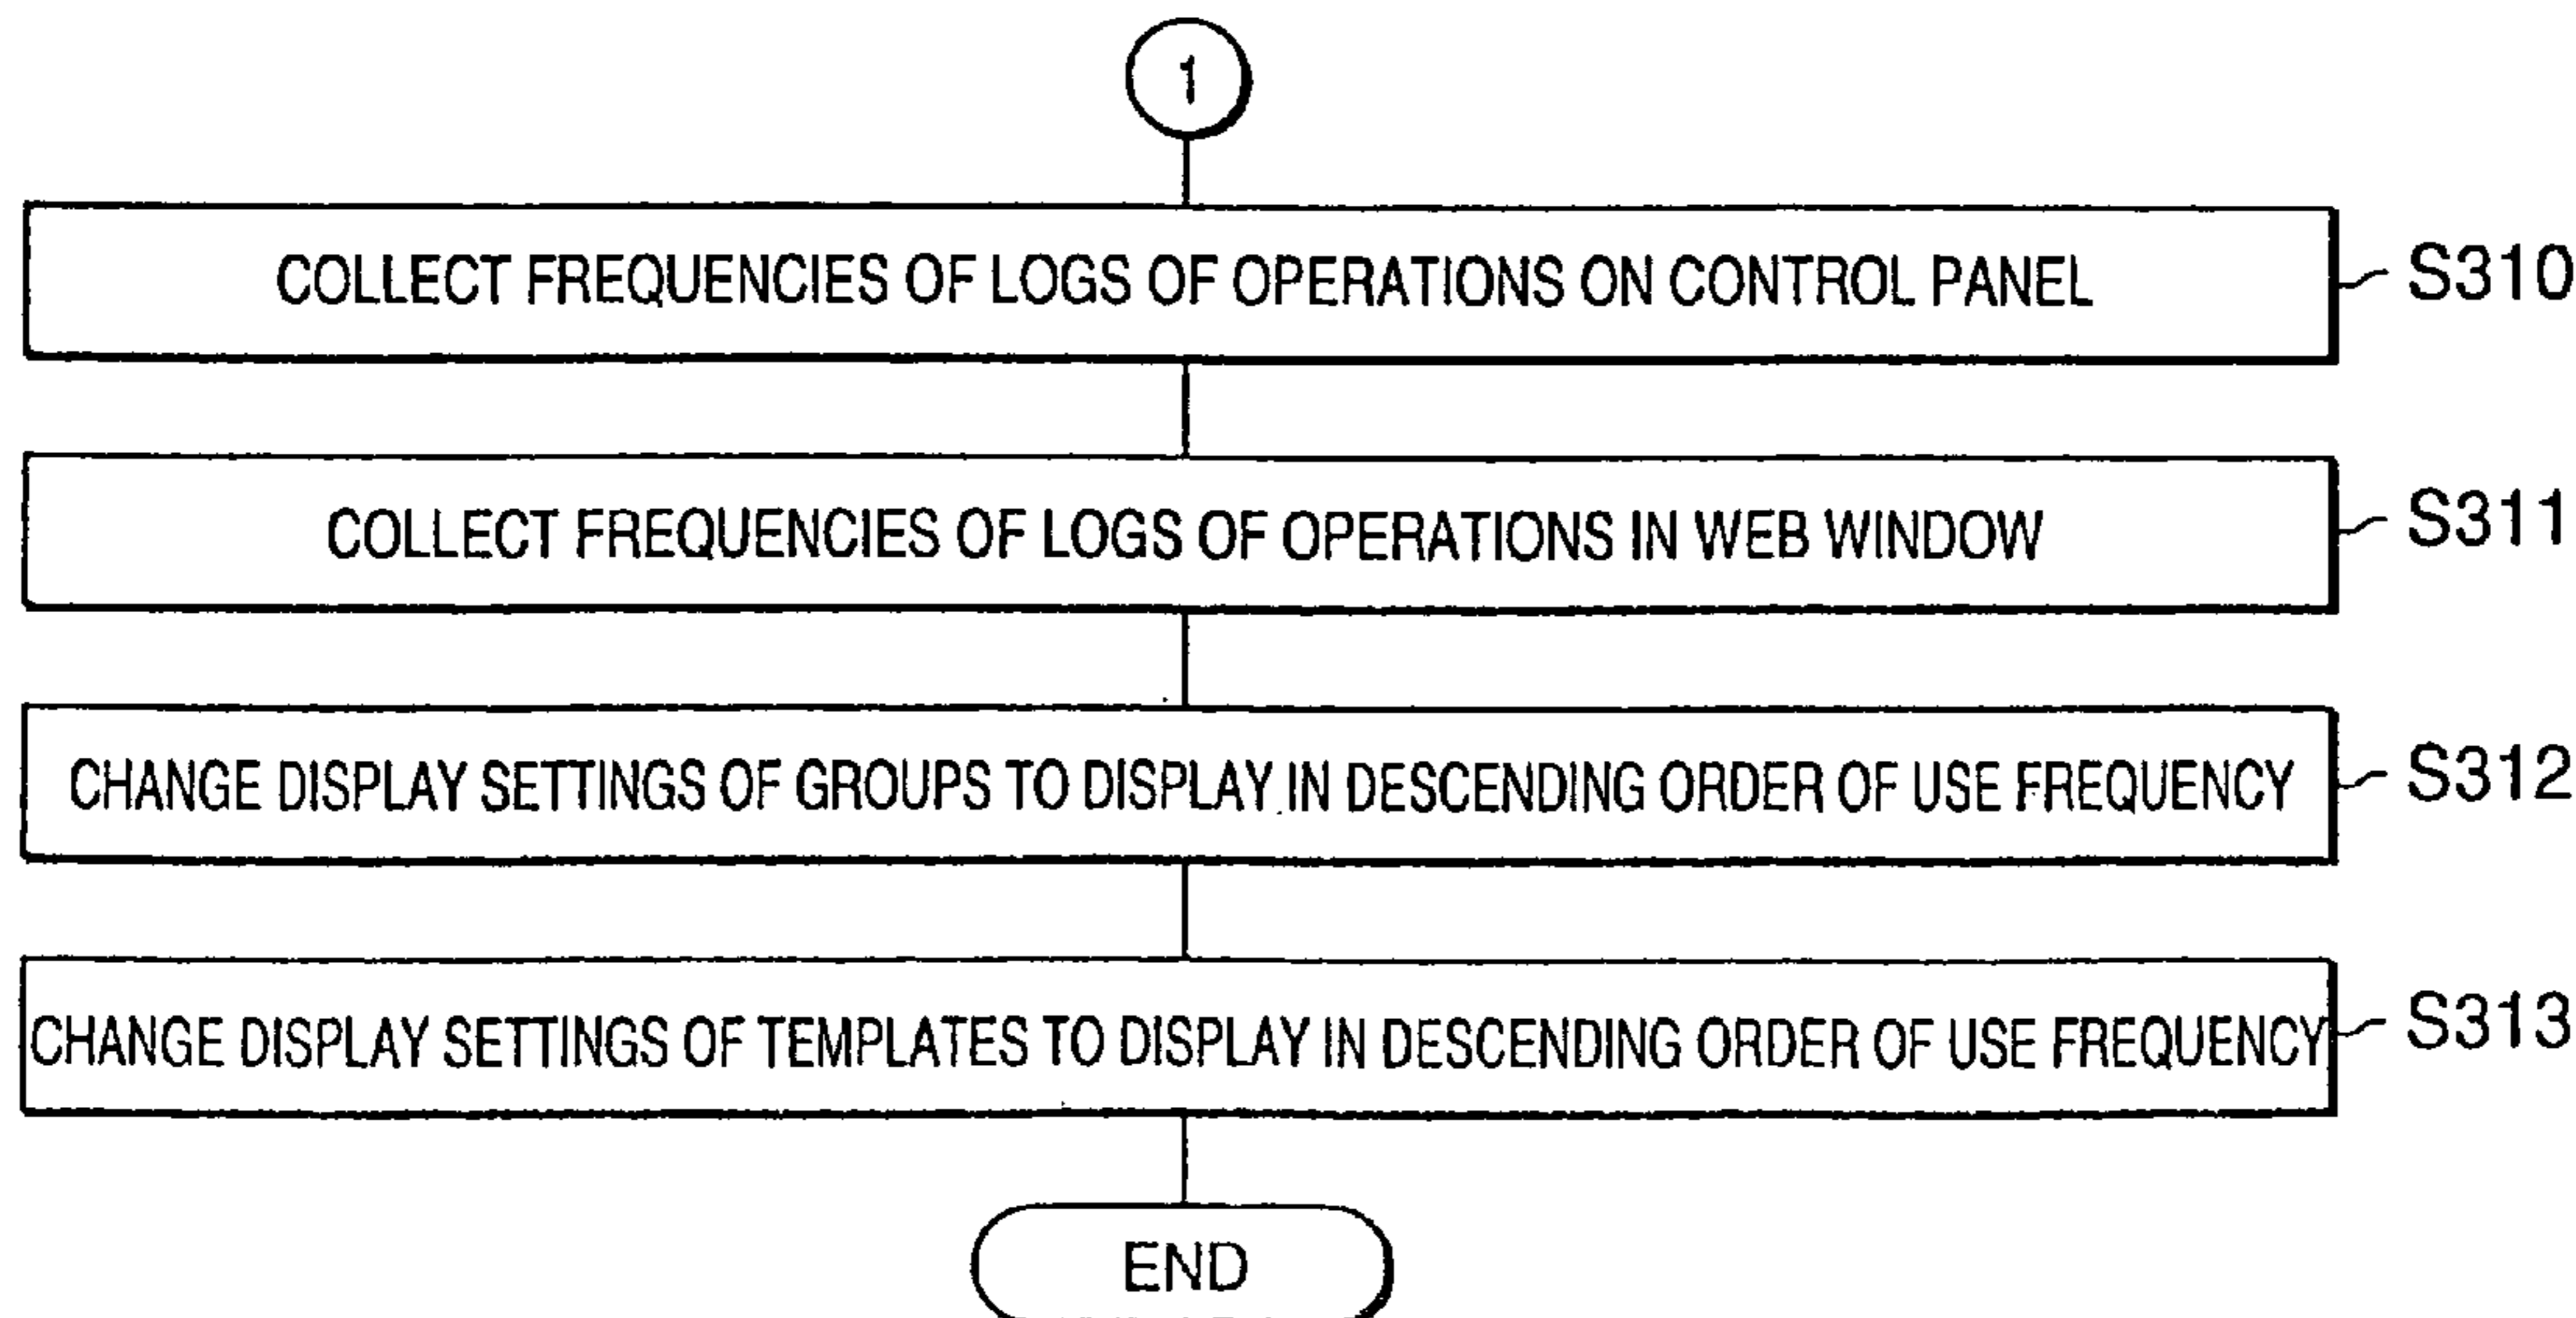 1
COLLECT FREQUENCIES OF LOGS OF OPERATIONS ON CONTROL PANEL
S310
COLLECT FREQUENCIES OF LOGS OF OPERATIONS IN WEB WINDOW
S311
CHANGE DISPLAY SETTINGS OF GROUPS TO DISPLAY IN DESCENDING ORDER OF USE FREQUENCY
S312
CHANGE DISPLAY SETTINGS OF TEMPLATES TO DISPLAY IN DESCENDING ORDER OF USE FREQUENCY
S313
END